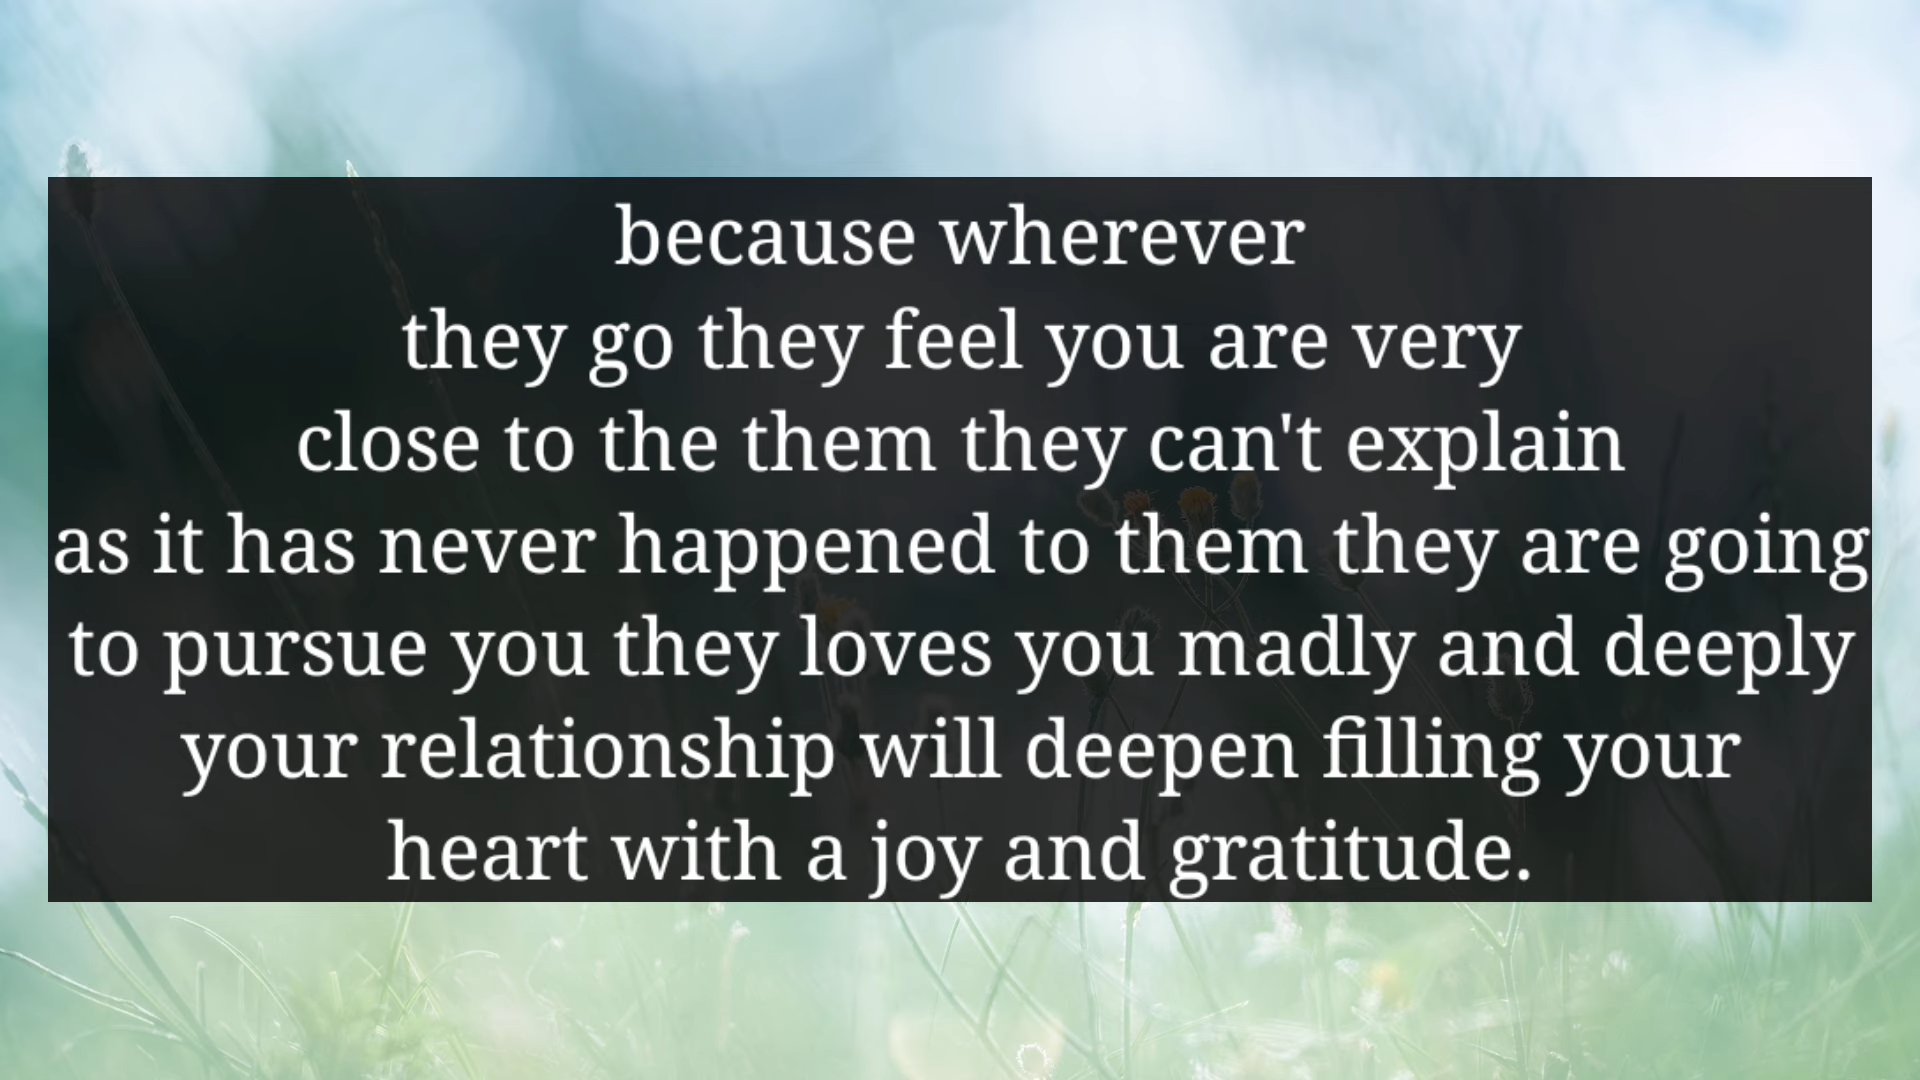 because wherever
they go they feel you are very
close to the them they can't explain
as it has never happened to them they are going
to pursue you they loves you madly and deeply
your relationship will deepen filling your
heart with a joy and gratitude.